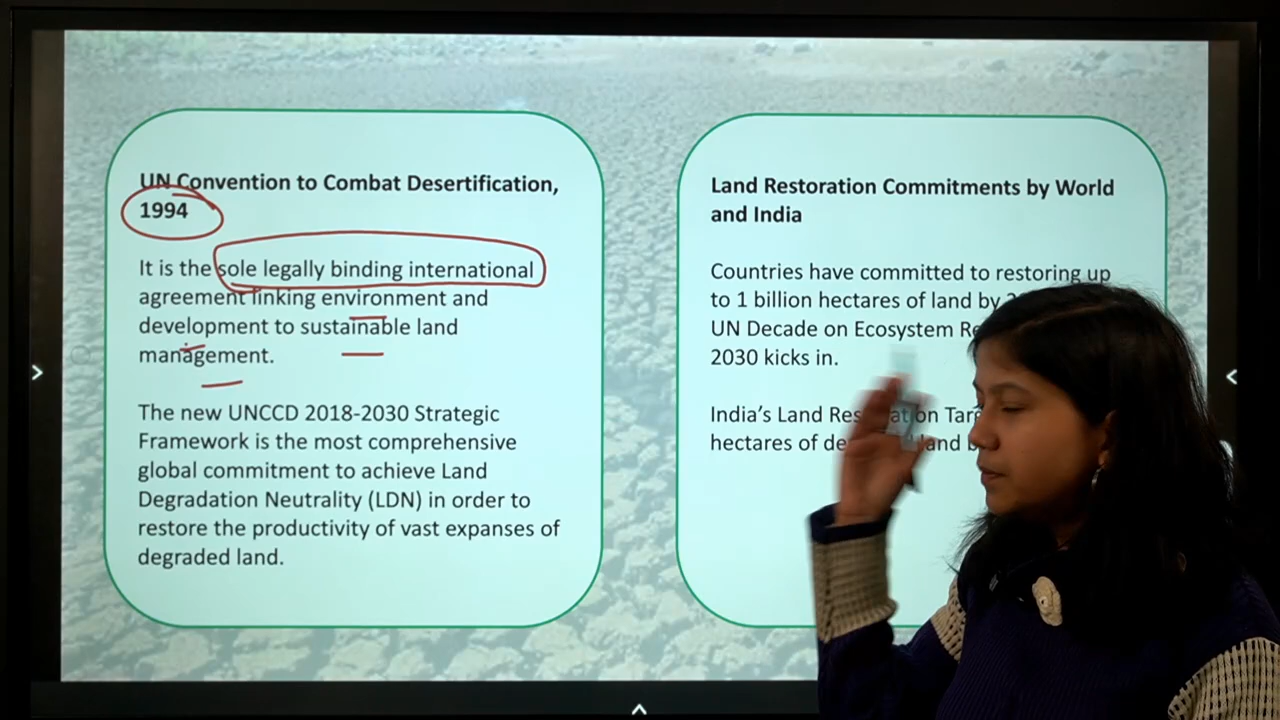 UN Convention to Combat Desertification,
1994
It is the sole legally binding international
agreement linking environment and
development to sustainable land
management.
The new UNCCD 2018-2030 Strategic
Framework is the most comprehensive
global commitment to achieve Land
Degradation Neutrality (LDN) in order to
restore the productivity of vast expanses of
degraded land.
Land Restoration Commitments by World
and India
Countries have committed to restoring up
to 1 billion hectares of land by
UN Decade on Ecosystem
2030 kicks in.
India's Land
hectares of land